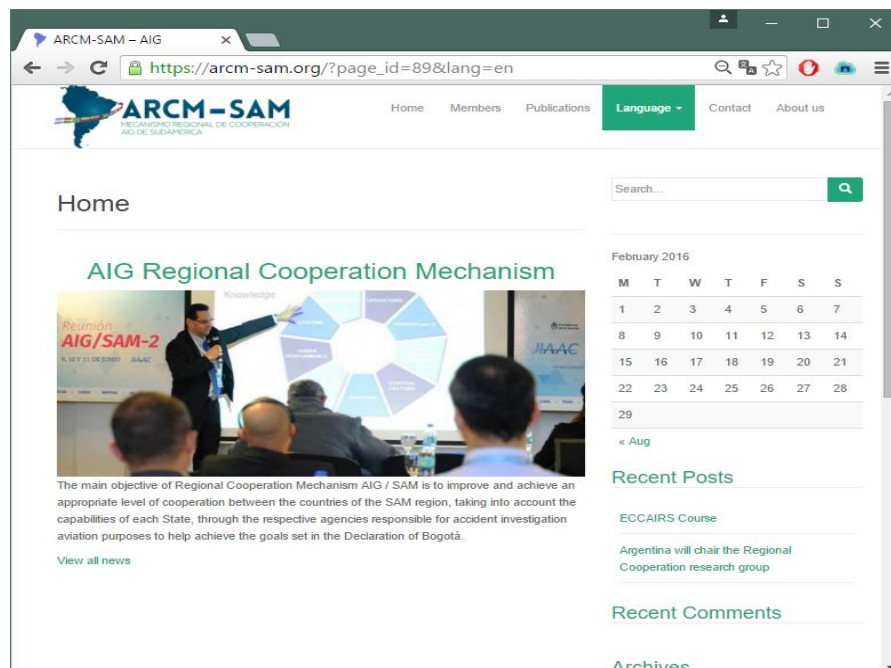 ARCM-SAM – AIG
https://arcm-sam.org/?page_id=89&lang=en
ARCM-SAM
MECANISMO REGIONAL DE COOPERACIÓN
AIG DE SUDAMÉRICA
Home Members Publications Language Contact About us
Search...
Home
AIG Regional Cooperation Mechanism
Knowledge
Reunión
AIG/SAM-2
JIAAC
The main objective of Regional Cooperation Mechanism AIG / SAM is to improve and achieve an
appropriate level of cooperation between the countries of the SAM region, taking into account the
capabilities of each State, through the respective agencies responsible for accident investigation
aviation purposes to help achieve the goals set in the Declaration of Bogotá.
View all news
February 2016
M T W T F S S
1 2 3 4 5 6 7
8 9 10 11 12 13 14
15 16 17 18 19 20 21
22 23 24 25 26 27 28
29
« Aug
Recent Posts
ECCAIRS Course
Argentina will chair the Regional
Cooperation research group
Recent Comments
Archives